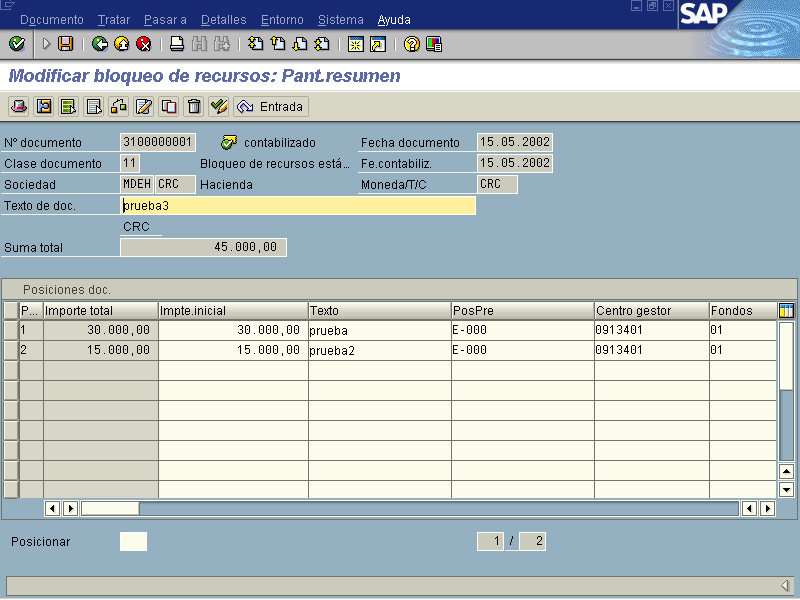 Documento Tratar Pasar a Detalles Entorno Sistema Ayuda
SAP
Modificar bloqueo de recursos: Pant.resumen
Entrada
Nº documento 3100000001 contabilizado Fecha documento 15.05.2002
Clase documento 11 Bloqueo de recursos está... Fe.contabiliz. 15.05.2002
Sociedad MDEH CRC Hacienda Moneda/T/C CRC
Texto de doc. prueba3
CRC
Suma total 45.000,00
Posiciones doc.
P... Importe total Impte.inicial Texto PosPre Centro gestor Fondos
1 30.000,00 30.000,00 prueba E-000 0913401 01
2 15.000,00 15.000,00 prueba2 E-000 0913401 01
Posicionar 1 / 2